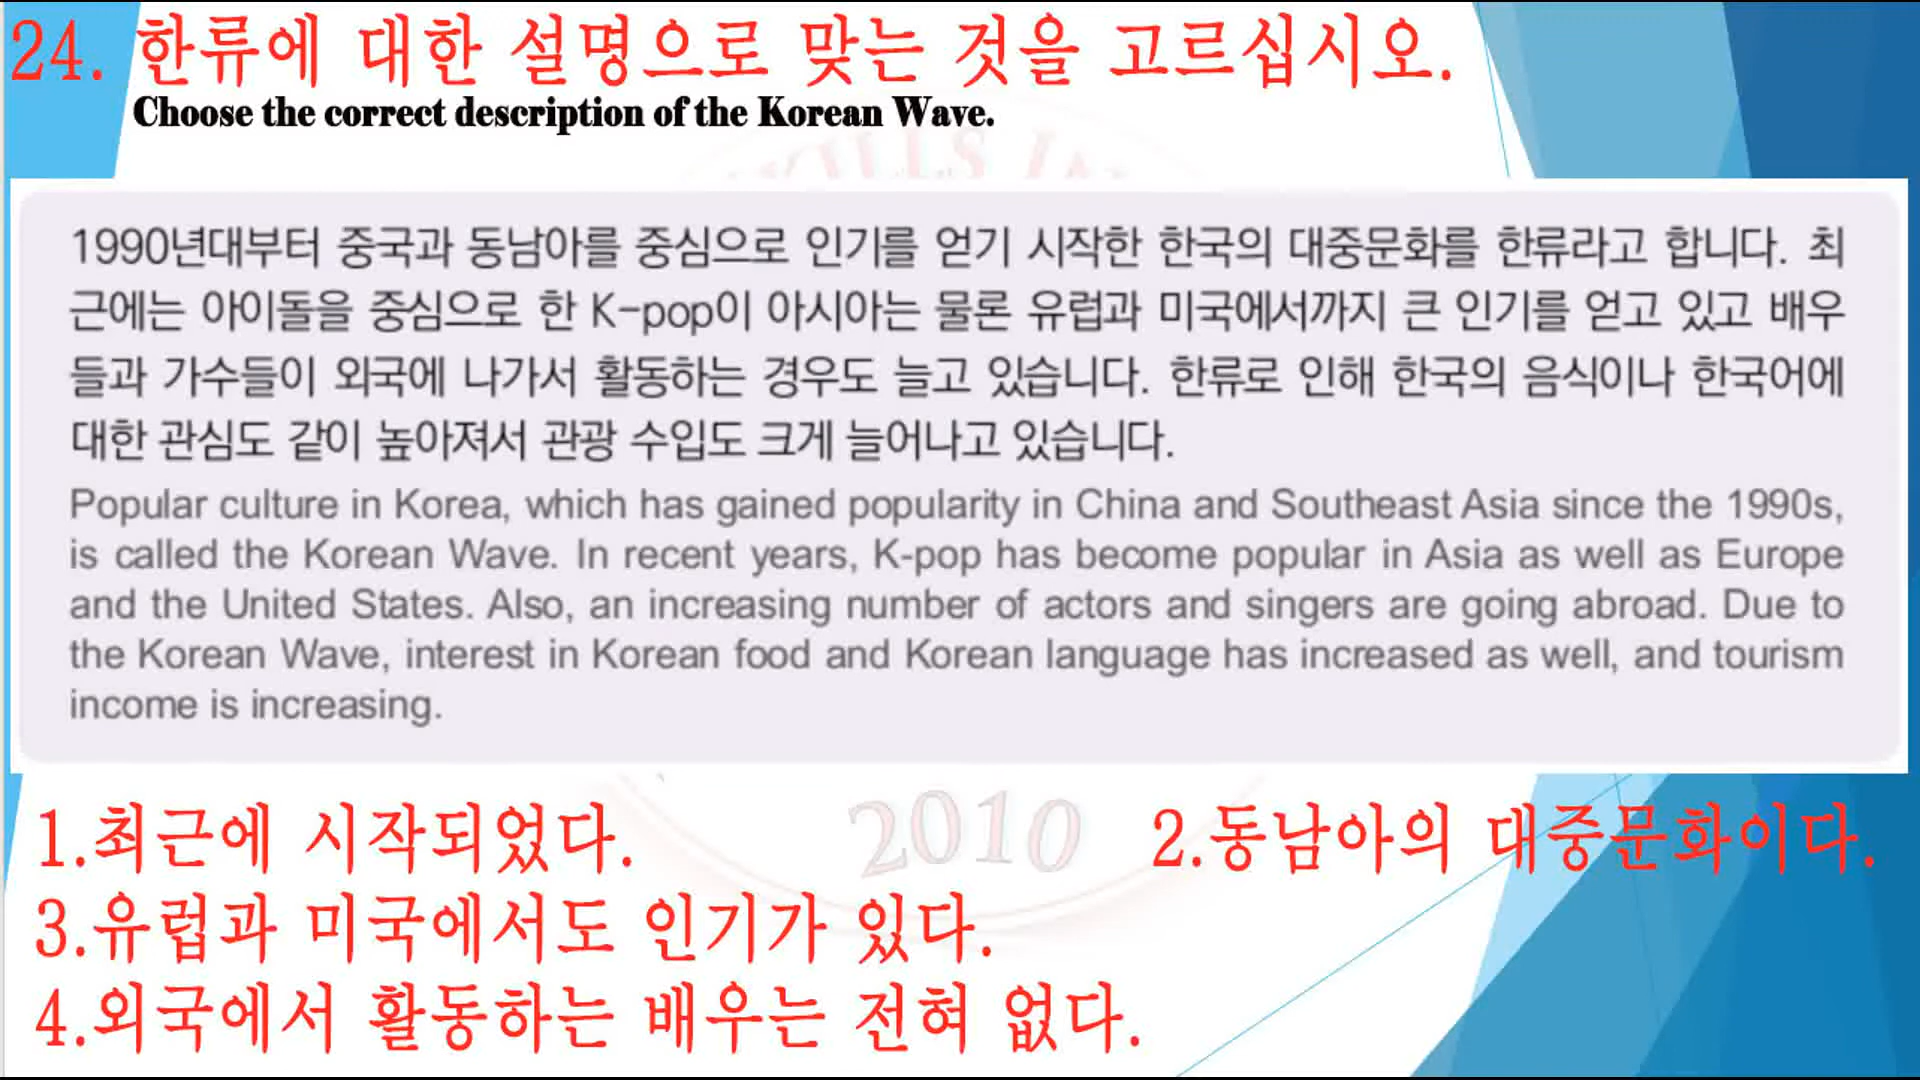 24. 한류에 대한 설명으로 맞는 것을 고르십시오.
Choose the correct description of the Korean Wave.
1990년대부터 중국과 동남아를 중심으로 인기를 얻기 시작한 한국의 대중문화를 한류라고 합니다. 최
근에는 아이돌을 중심으로 한 K-pop이 아시아는 물론 유럽과 미국에서까지 큰 인기를 얻고 있고 배우
들과 가수들이 외국에 나가서 활동하는 경우도 늘고 있습니다. 한류로 인해 한국의 음식이나 한국어에
대한 관심도 같이 높아져서 관광 수입도 크게 늘어나고 있습니다.
Popular culture in Korea, which has gained popularity in China and Southeast Asia since the 1990s,
is called the Korean Wave. In recent years, K-pop has become popular in Asia as well as Europe
and the United States. Also, an increasing number of actors and singers are going abroad. Due to
the Korean Wave, interest in Korean food and Korean language has increased as well, and tourism
income is increasing.
1.최근에 시작되었다.
2.동남아의 대중문화이다.
3.유럽과 미국에서도 인기가 있다.
4.외국에서 활동하는 배우는 전혀 없다.
2010